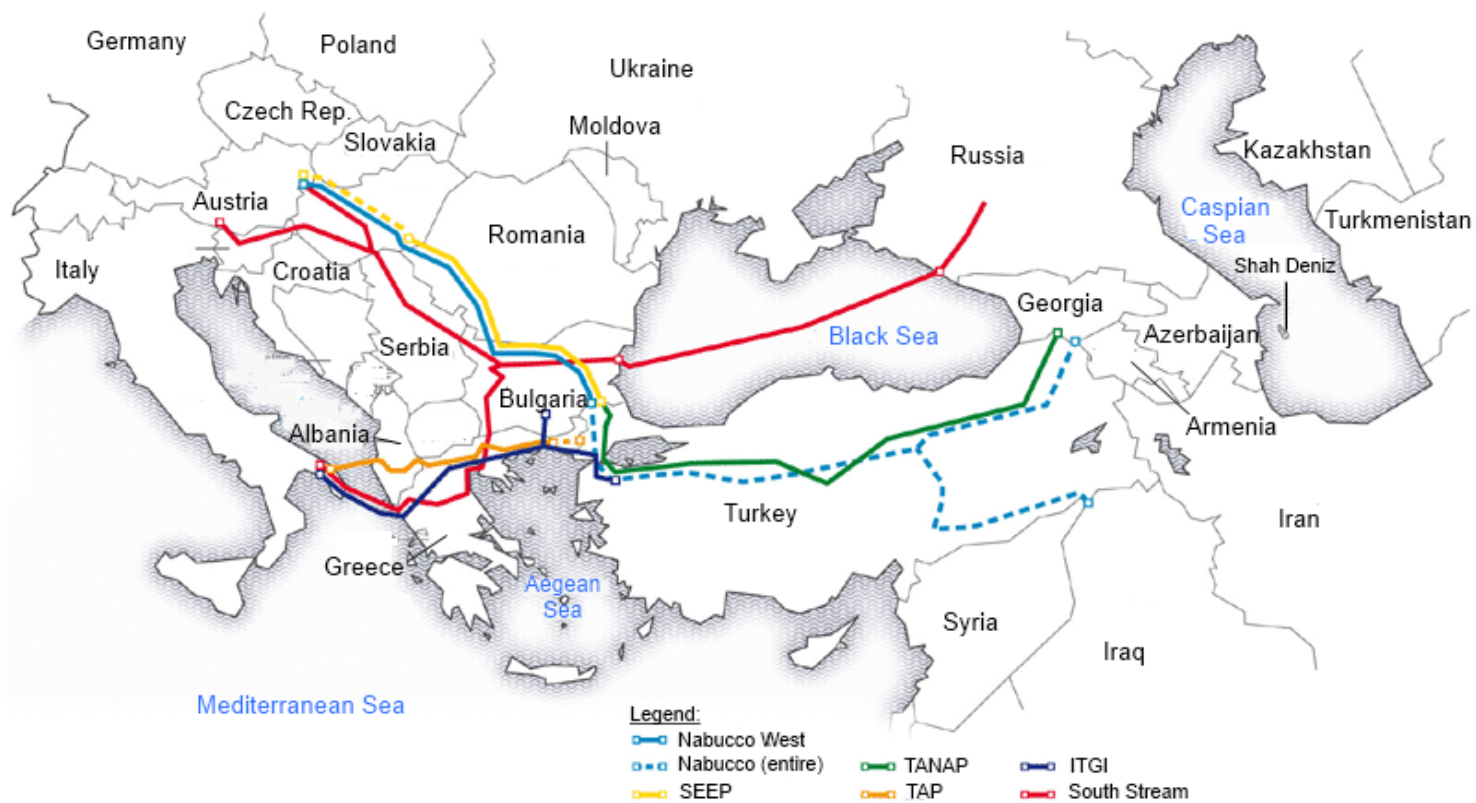 Germany
Poland
Ukraine
Czech Rep.
Moldova
Slovakia
Russia
Kazakhstan
Austria
Caspian
Sea
Turkmenistan
Romania
Italy
Croatia
Shah Deniz
Georgia
Black Sea
Azerbaijan
Serbia
Bulgaria
Albania
Armenia
Turkey
Iran
Greece
Aegean
Sea
Syria
Iraq
Mediterranean Sea
Legend:
Nabucco West
Nabucco (entire)
TANAP
ITGI
SEEP
TAP
South Stream